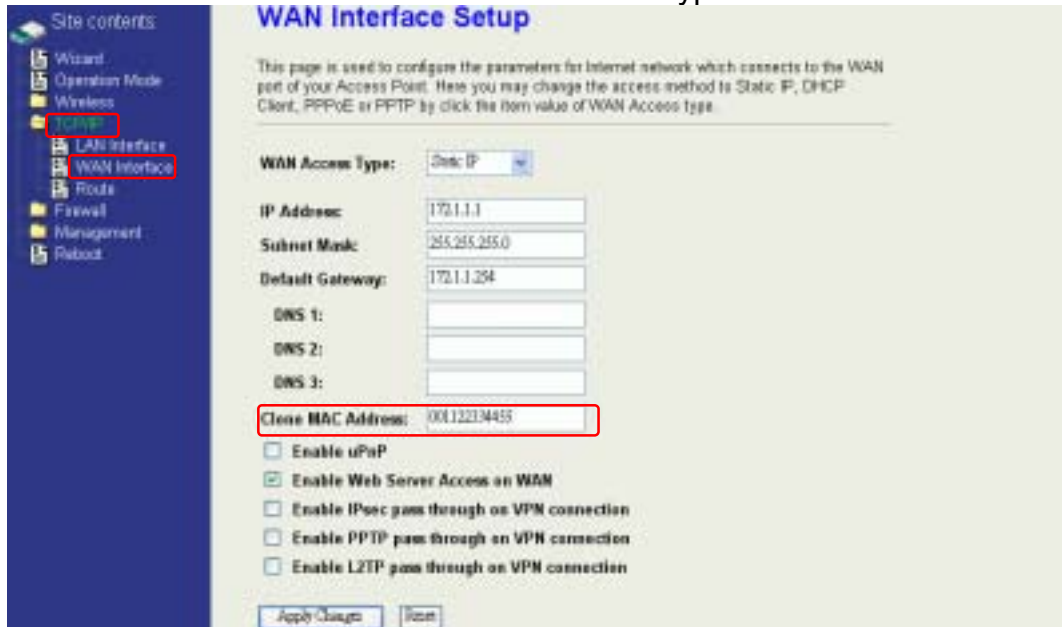 Site contents
Wizard
Operation Mode
Wireless
TCP/IP
LAN Interface
WAN Interface
Route
Firewall
Management
Reboot
WAN Interface Setup
This page is used to configure the parameters for Internet network which connects to the WAN
port of your Access Point. Here you may change the access method to Static IP, DHCP
Client, PPPoE or PPTP by click the item value of WAN Access type.
WAN Access Type: Static IP
IP Address: 172.1.1.1
Subnet Mask: 255.255.255.0
Default Gateway: 172.1.1.254
DNS 1:
DNS 2:
DNS 3:
Clone MAC Address: 001122334455
Enable uPnP
Enable Web Server Access on WAN
Enable IPsec pass through on VPN connection
Enable PPTP pass through on VPN connection
Enable L2TP pass through on VPN connection
Apply Changes Reset